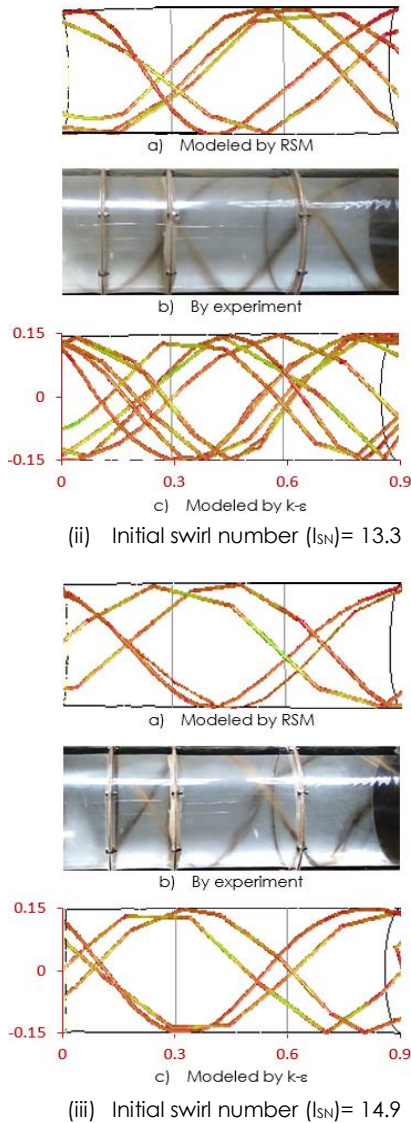 a) Modeled by RSM
b) By experiment
0.15
0
-0.15
0 0.3 0.6 0.9
c) Modeled by k-ε
(ii) Initial swirl number (ISN)= 13.3
a) Modeled by RSM
b) By experiment
0.15
0
-0.15
0 0.3 0.6 0.9
c) Modeled by k-ε
(iii) Initial swirl number (ISN)= 14.9